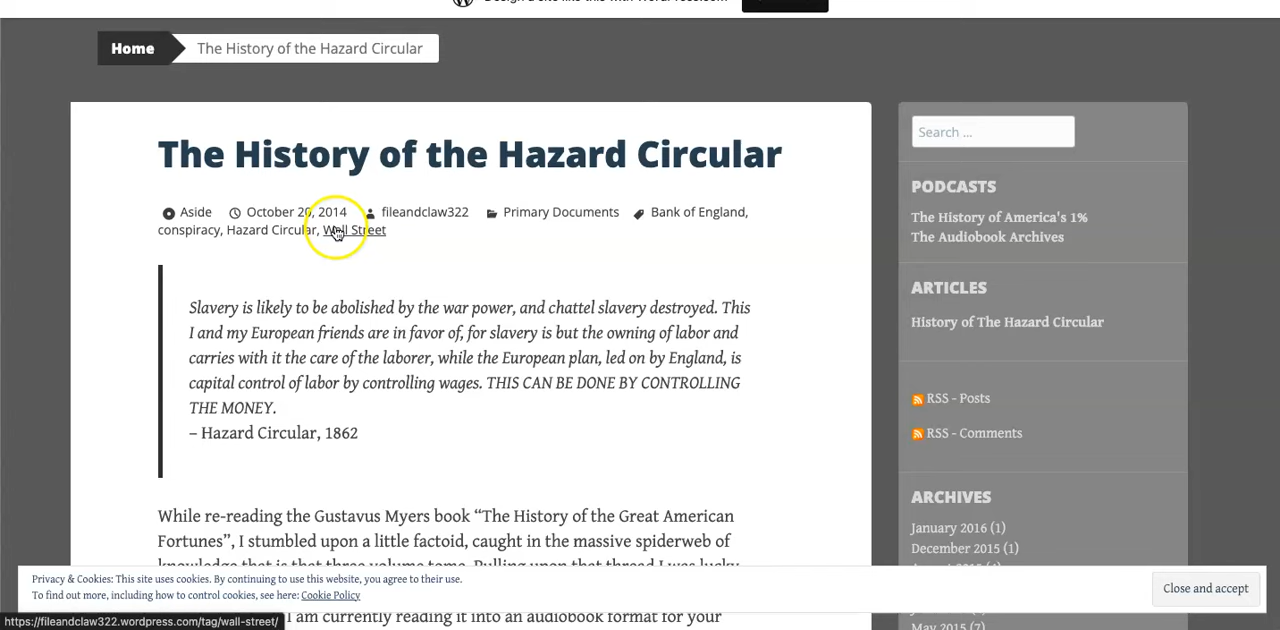 Home The History of the Hazard Circular
The History of the Hazard Circular
Aside October 20, 2014 fileandclaw322 Primary Documents Bank of England,
conspiracy, Hazard Circular, Wall Street
Slavery is likely to be abolished by the war power, and chattel slavery destroyed. This
I and my European friends are in favor of, for slavery is but the owning of labor and
carries with it the care of the laborer, while the European plan, led on by England, is
capital control of labor by controlling wages. THIS CAN BE DONE BY CONTROLLING
THE MONEY.
– Hazard Circular, 1862
While re-reading the Gustavus Myers book “The History of the Great American
Fortunes”, I stumbled upon a little factoid, caught in the massive spiderweb of
I am currently reading it into an audiobook format for your
Search ...
PODCASTS
The History of America's 1%
The Audiobook Archives
ARTICLES
History of The Hazard Circular
RSS - Posts
RSS - Comments
ARCHIVES
January 2016 (1)
December 2015 (1)
May 2015 (7)
Privacy & Cookies: This site uses cookies. By continuing to use this website, you agree to their use.
To find out more, including how to control cookies, see here: Cookie Policy
Close and accept
https://fileandclaw322.wordpress.com/tag/wall-street/